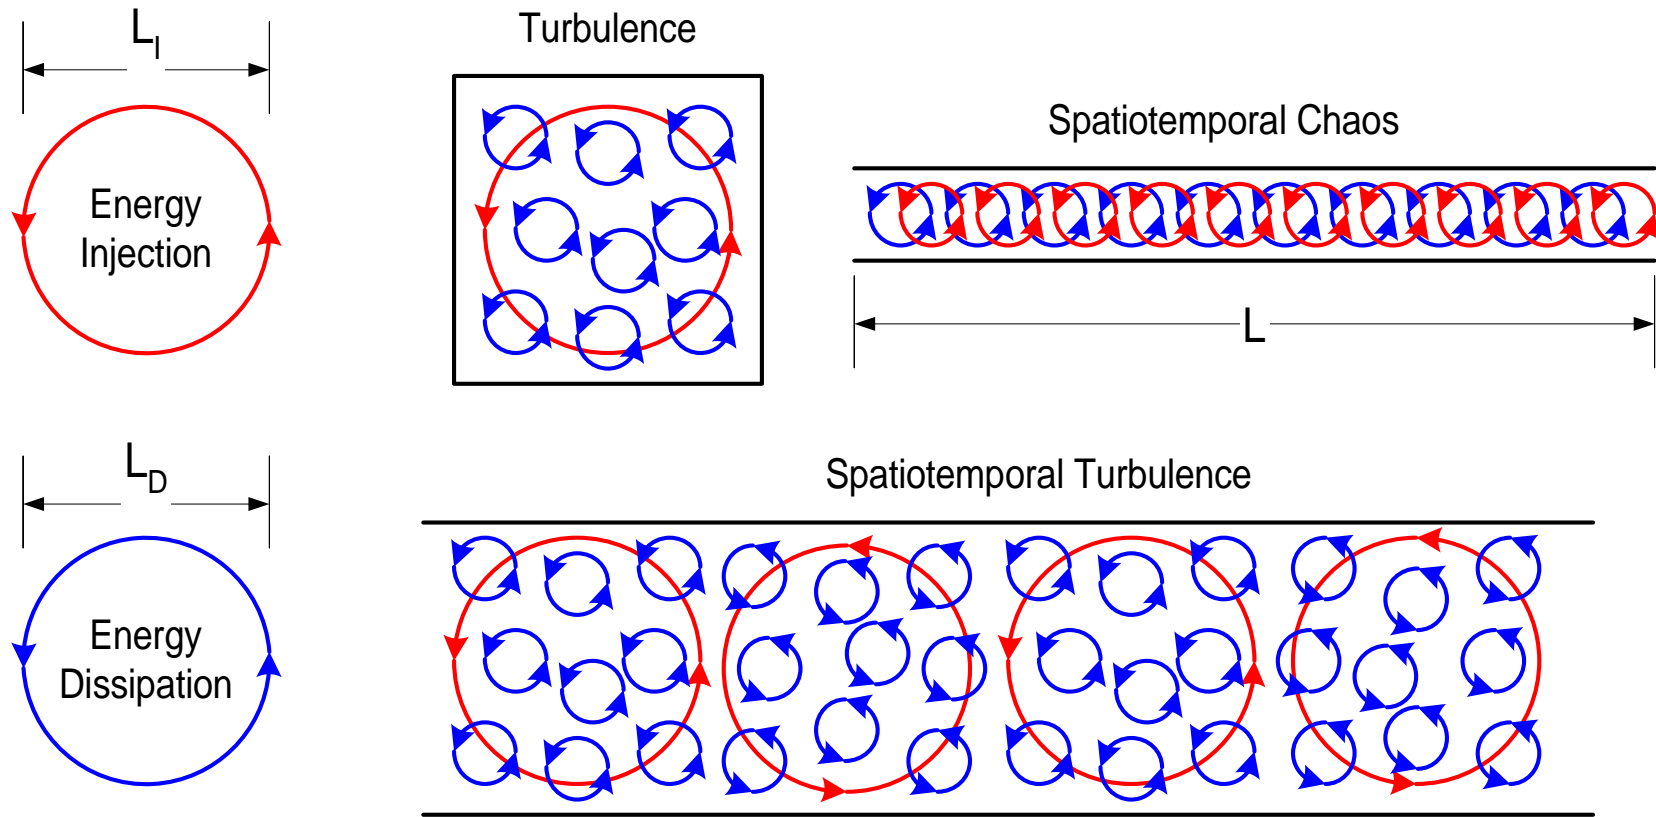 L_I
Turbulence
Spatiotemporal Chaos
Energy
Injection
L
L_D
Spatiotemporal Turbulence
Energy
Dissipation